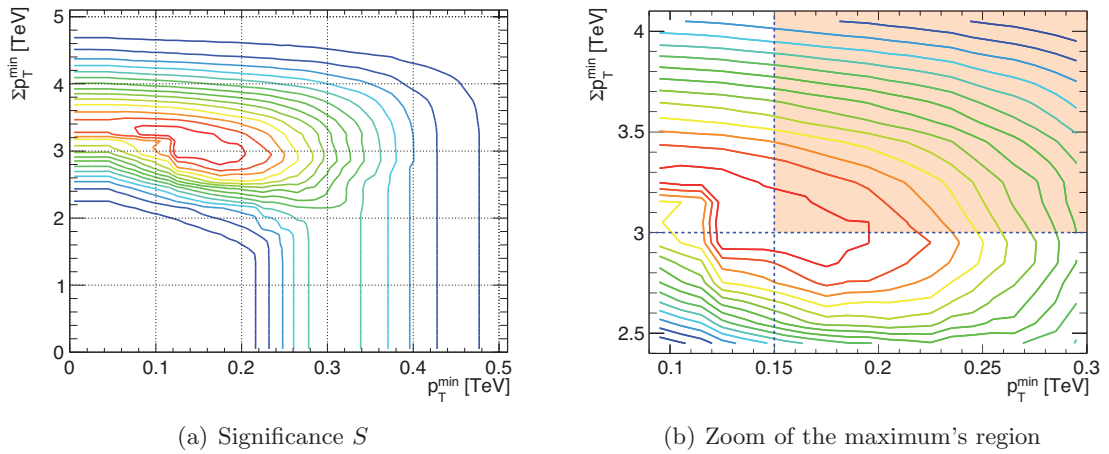 Σp_T^min [TeV]
5
4
3
2
1
0
0 0.1 0.2 0.3 0.4 0.5
p_T^min [TeV]
(a) Significance S
Σp_T^min [TeV]
4
3.5
3
2.5
0.1 0.15 0.2 0.25 0.3
p_T^min [TeV]
(b) Zoom of the maximum's region